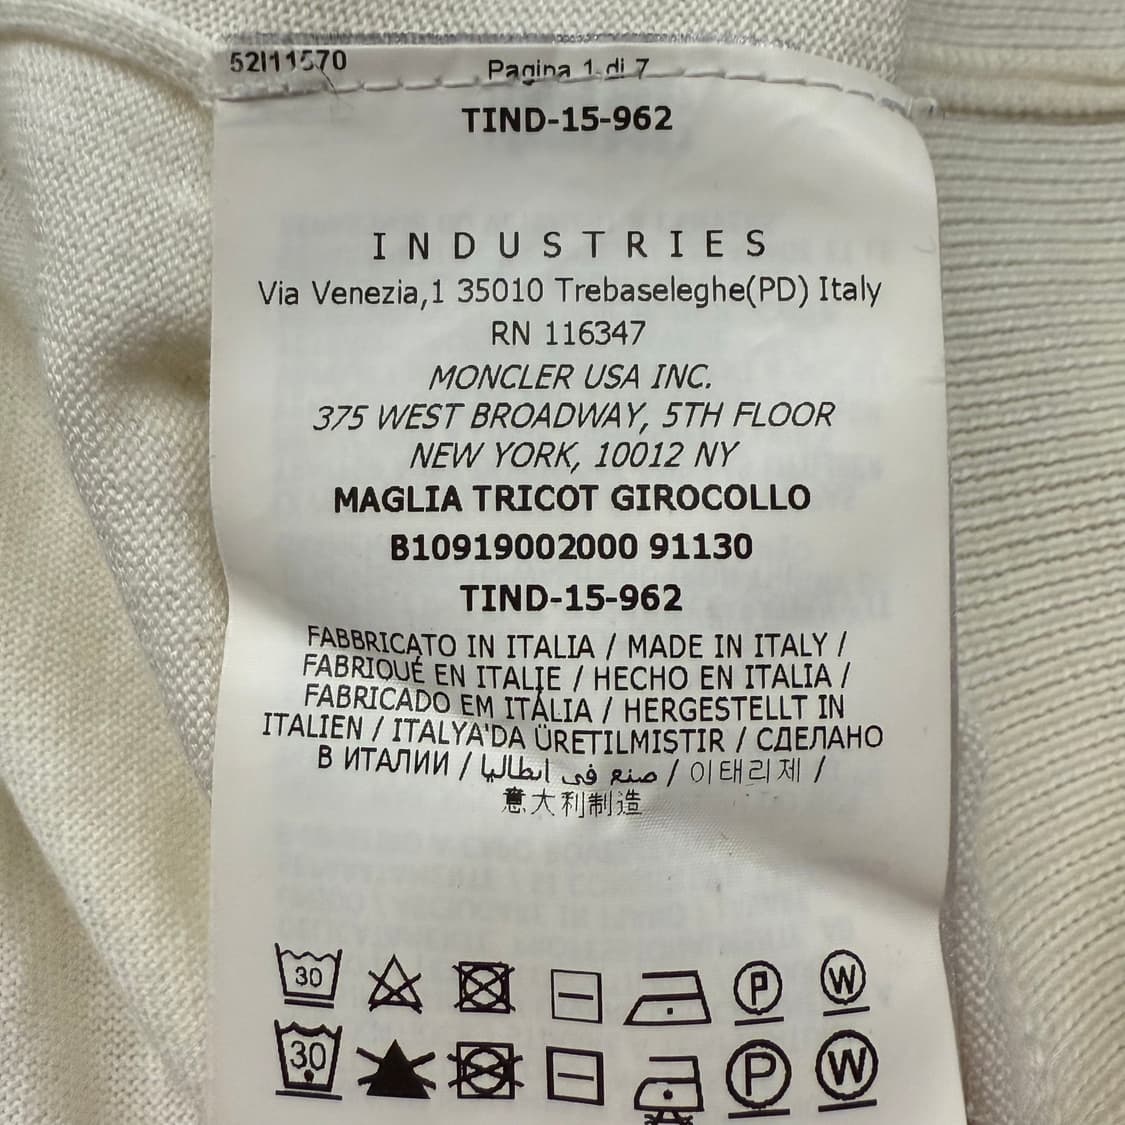 52I11570
Pagina 1 di 7
TIND-15-962
INDUSTRIES
Via Venezia,1 35010 Trebaseleghe(PD) Italy
RN 116347
MONCLER USA INC.
375 WEST BROADWAY, 5TH FLOOR
NEW YORK, 10012 NY
MAGLIA TRICOT GIROCOLLO
B10919002000 91130
TIND-15-962
FABBRICATO IN ITALIA / MADE IN ITALY /
FABRIQUÉ EN ITALIE / HECHO EN ITALIA /
FABRICADO EM ITÁLIA / HERGESTELLT IN
ITALIEN / ITALYA'DA ÜRETILMIŞTIR / СДЕЛАНО
В ИТАЛИИ / صنع في ايطاليا / 이태리제 /
意大利制造
30 P W
30 P W